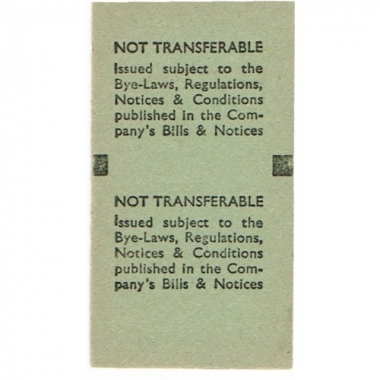 NOT TRANSFERABLE
Issued subject to the
Bye-Laws, Regulations,
Notices & Conditions
published in the Com-
pany's Bills & Notices
NOT TRANSFERABLE
Issued subject to the
Bye-Laws, Regulations,
Notices & Conditions
published in the Com-
pany's Bills & Notices